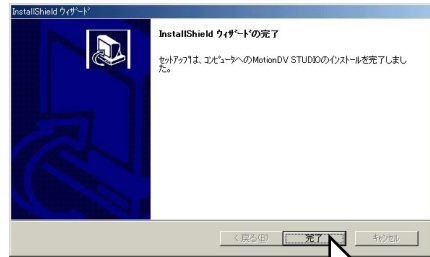 InstallShield ｳｨｻﾞｰﾄﾞ
InstallShield ｳｨｻﾞｰﾄﾞの完了
ｾｯﾄｱｯﾌﾟは、ｺﾝﾋﾟｭｰﾀへのMotionDV STUDIOのｲﾝｽﾄｰﾙを完了しまし
た。
< 戻る(B)
完了
ｷｬﾝｾﾙ